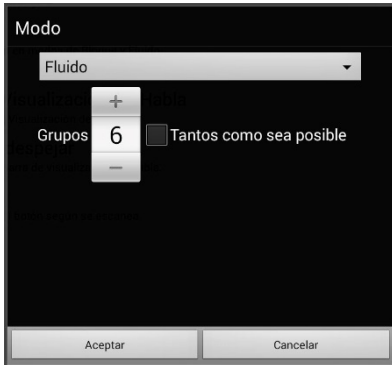 Modo
Fluido
+
Grupos 6 Tantos como sea posible
−
Aceptar Cancelar